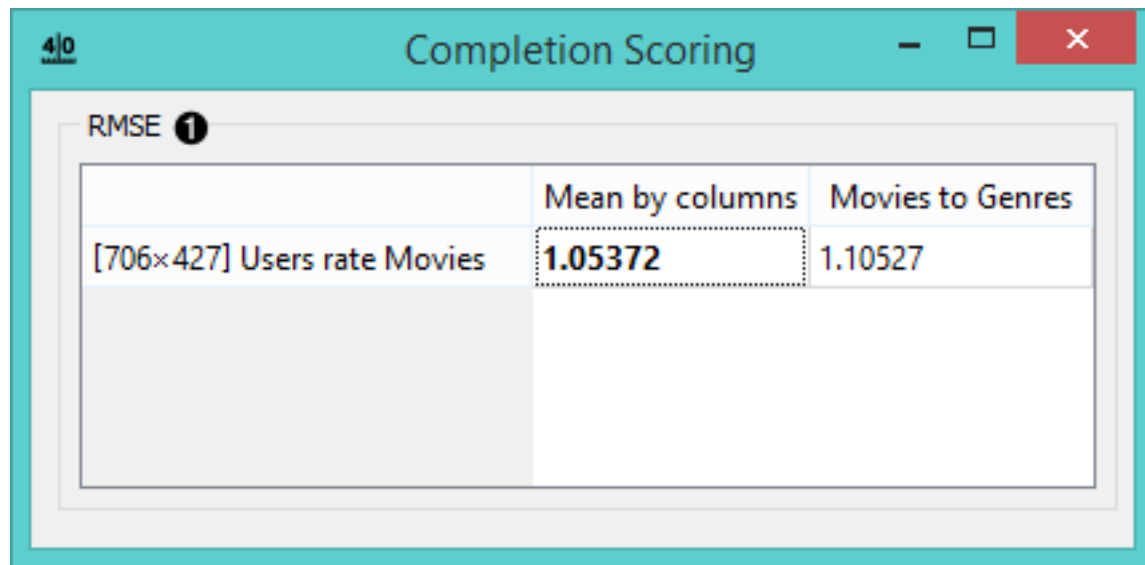 4|0 Completion Scoring
RMSE ❶
Mean by columns Movies to Genres
[706×427] Users rate Movies 1.05372 1.10527